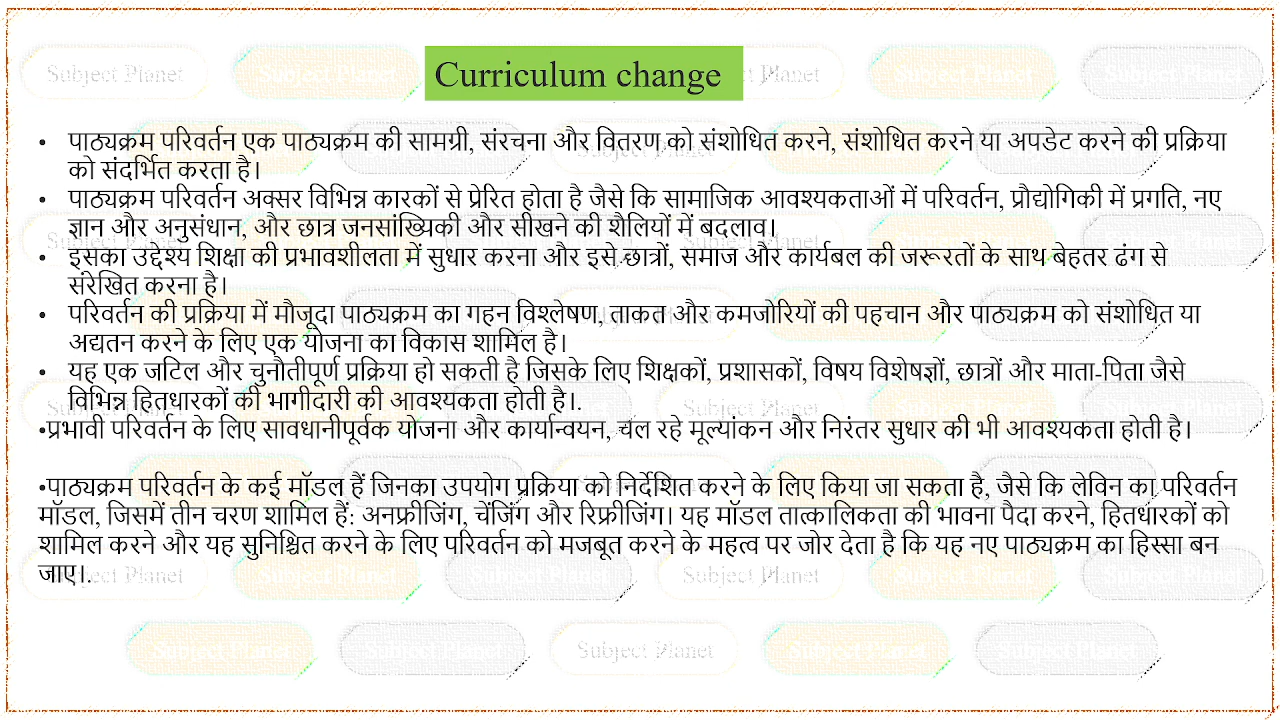 Curriculum change
• पाठ्यक्रम परिवर्तन एक पाठ्यक्रम की सामग्री, संरचना और वितरण को संशोधित करने, संशोधित करने या अपडेट करने की प्रक्रिया
को संदर्भित करता है।
• पाठ्यक्रम परिवर्तन अक्सर विभिन्न कारकों से प्रेरित होता है जैसे कि सामाजिक आवश्यकताओं में परिवर्तन, प्रौद्योगिकी में प्रगति, नए
ज्ञान और अनुसंधान, और छात्र जनसांख्यिकी और सीखने की शैलियों में बदलाव।
• इसका उद्देश्य शिक्षा की प्रभावशीलता में सुधार करना और इसे छात्रों, समाज और कार्यबल की जरूरतों के साथ बेहतर ढंग से
संरेखित करना है।
• परिवर्तन की प्रक्रिया में मौजूदा पाठ्यक्रम का गहन विश्लेषण, ताकत और कमजोरियों की पहचान और पाठ्यक्रम को संशोधित या
अद्यतन करने के लिए एक योजना का विकास शामिल है।
• यह एक जटिल और चुनौतीपूर्ण प्रक्रिया हो सकती है जिसके लिए शिक्षकों, प्रशासकों, विषय विशेषज्ञों, छात्रों और माता-पिता जैसे
विभिन्न हितधारकों की भागीदारी की आवश्यकता होती है।.
•प्रभावी परिवर्तन के लिए सावधानीपूर्वक योजना और कार्यान्वयन, चल रहे मूल्यांकन और निरंतर सुधार की भी आवश्यकता होती है।
•पाठ्यक्रम परिवर्तन के कई मॉडल हैं जिनका उपयोग प्रक्रिया को निर्देशित करने के लिए किया जा सकता है, जैसे कि लेविन का परिवर्तन
मॉडल, जिसमें तीन चरण शामिल हैं: अनफ्रीजिंग, चेंजिंग और रिफ्रीजिंग। यह मॉडल तात्कालिकता की भावना पैदा करने, हितधारकों को
शामिल करने और यह सुनिश्चित करने के लिए परिवर्तन को मजबूत करने के महत्व पर जोर देता है कि यह नए पाठ्यक्रम का हिस्सा बन
जाए।.
Subject Planet